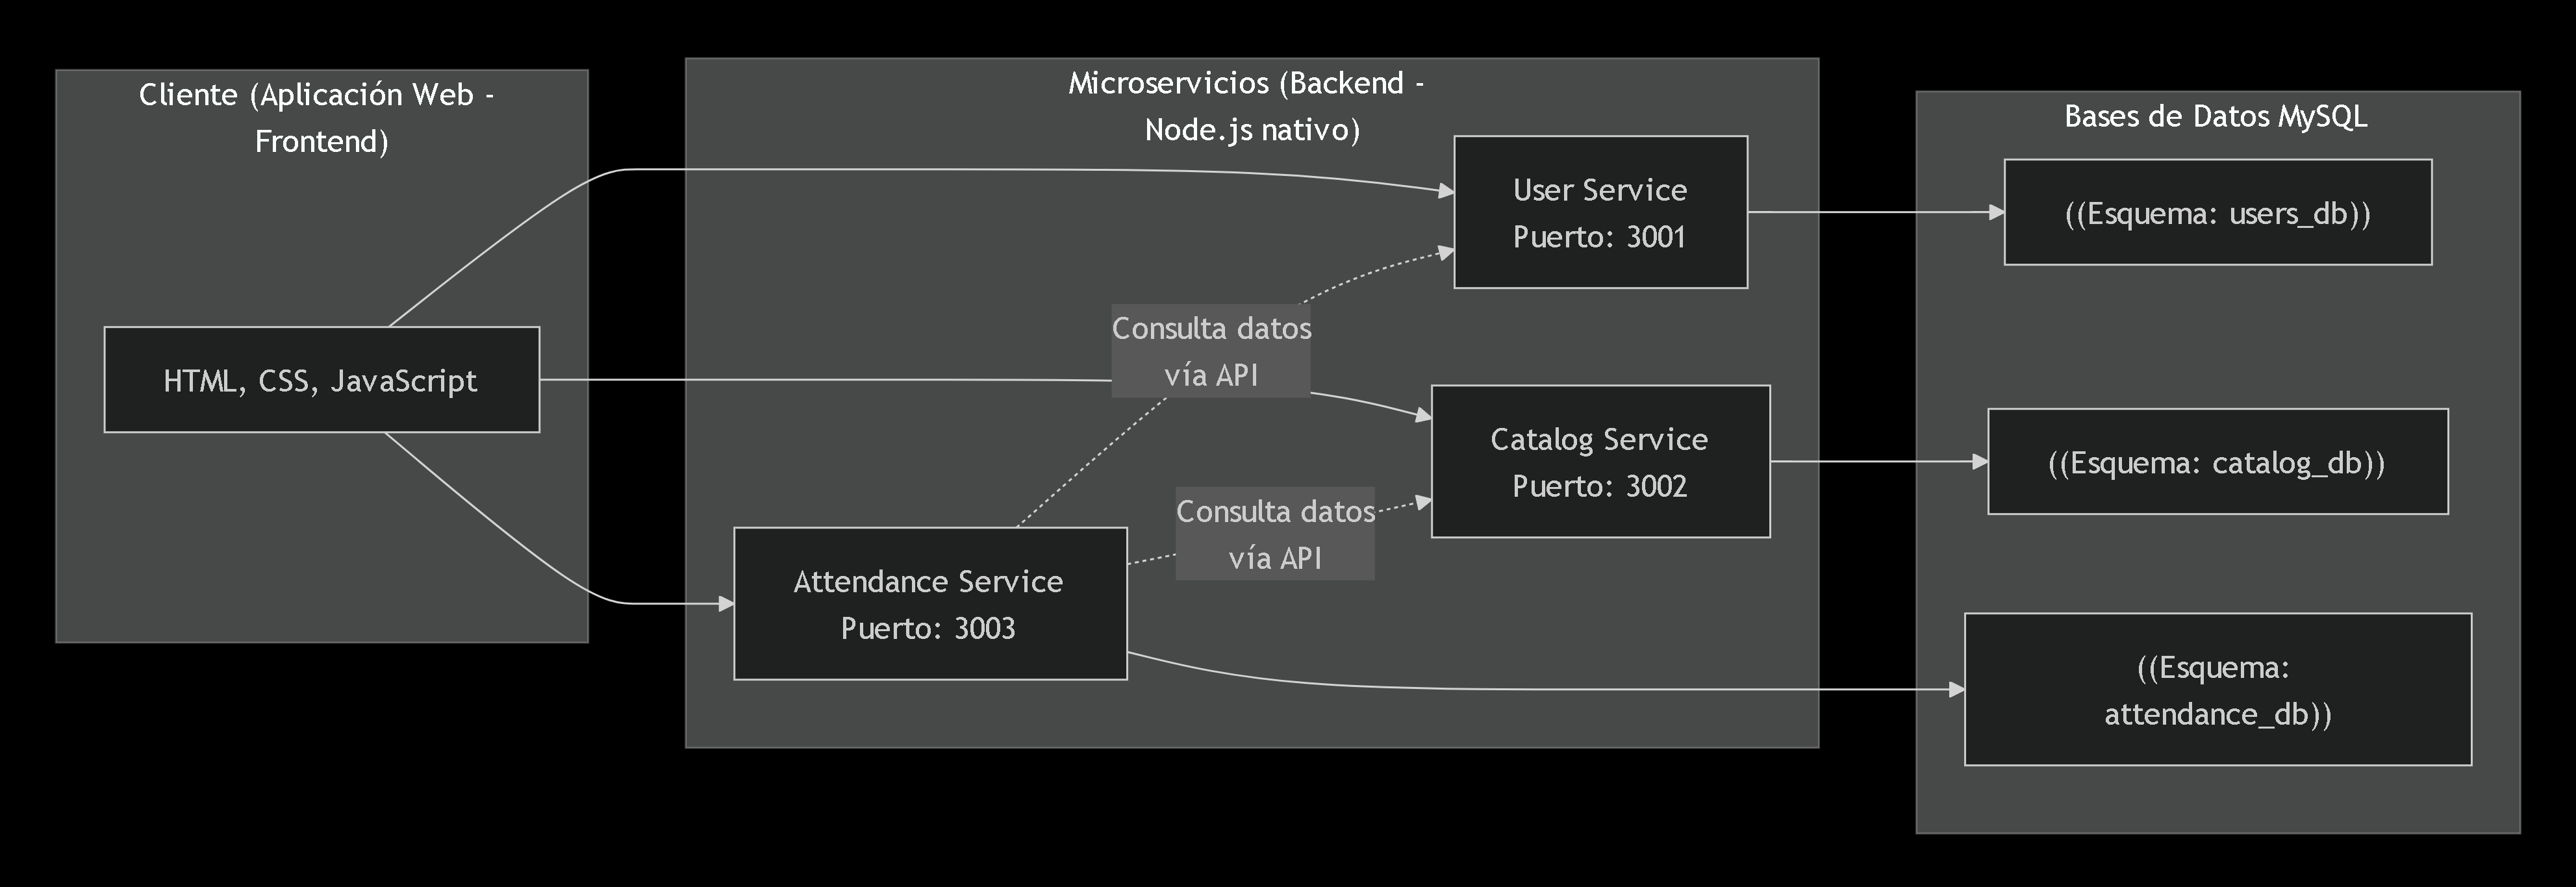 Cliente (Aplicación Web -
Frontend)
HTML, CSS, JavaScript
Microservicios (Backend -
Node.js nativo)
User Service
Puerto: 3001
Consulta datos
vía API
Catalog Service
Puerto: 3002
Consulta datos
vía API
Attendance Service
Puerto: 3003
Bases de Datos MySQL
((Esquema: users_db))
((Esquema: catalog_db))
((Esquema:
attendance_db))